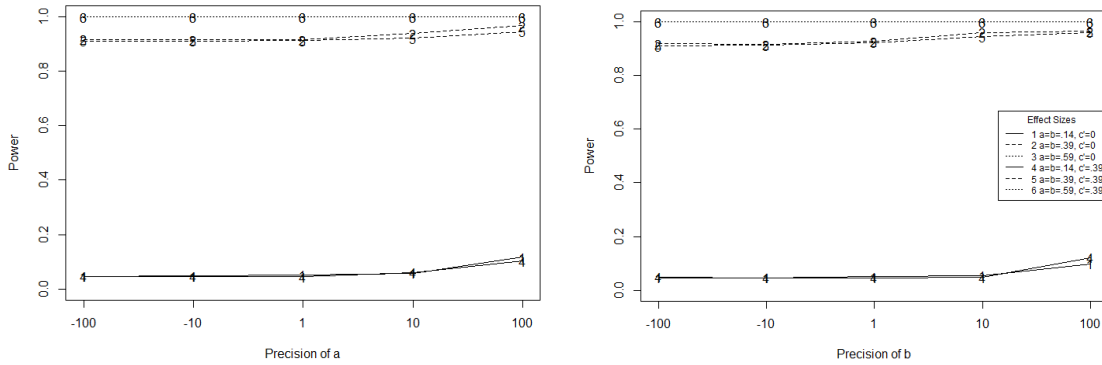 Power
1.0
0.8
0.6
0.4
0.2
0.0
-100 -10 1 10 100
Precision of a
Power
1.0
0.8
0.6
0.4
0.2
0.0
-100 -10 1 10 100
Precision of b
Effect Sizes
1 a=b=.14, c'=0
2 a=b=.39, c'=0
3 a=b=.59, c'=0
4 a=b=.14, c'=.39
5 a=b=.39, c'=.39
6 a=b=.59, c'=.39